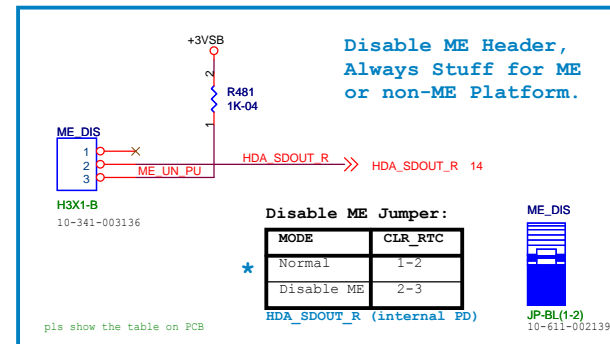 +3VSB
Disable ME Header,
Always Stuff for ME
or non-ME Platform.
2
R481
1K-04
1
ME_DIS
1
2
3
HDA_SDOUT_R
HDA_SDOUT_R 14
ME_UN_PU
H3X1-B
10-341-003136
Disable ME Jumper:
MODE CLR_RTC
* Normal 1-2
Disable ME 2-3
HDA_SDOUT_R (internal PD)
ME_DIS
JP-BL(1-2)
10-611-002139
pls show the table on PCB